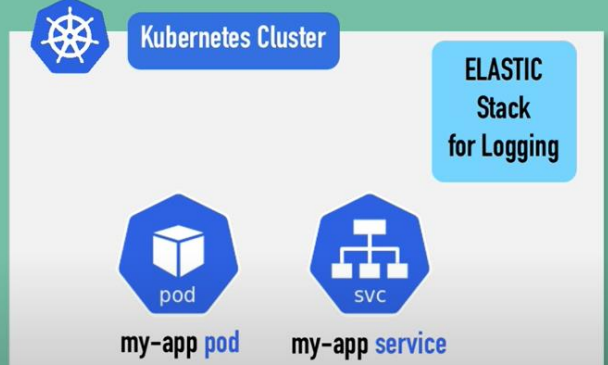 Kubernetes Cluster
ELASTIC
Stack
for Logging
pod
svc
my-app pod
my-app service